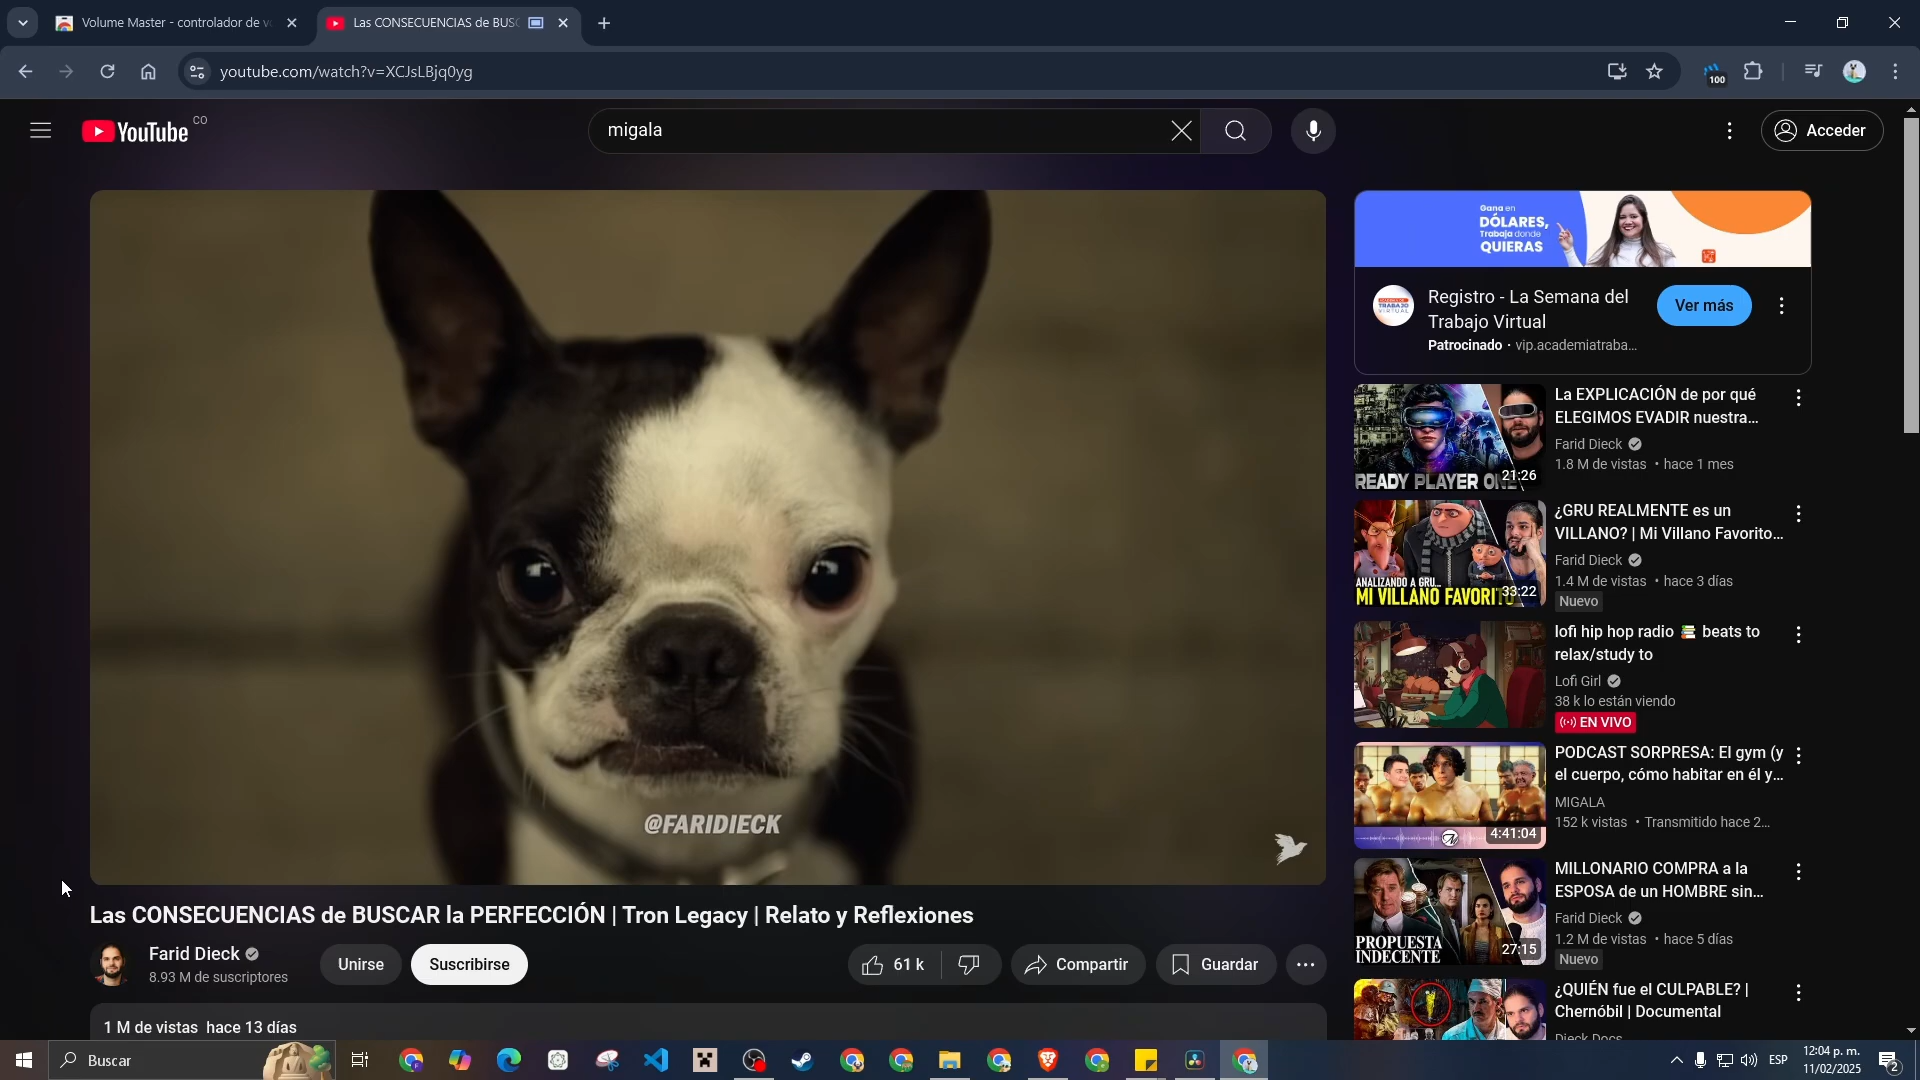 Volume Master - controlador de vo
Las CONSECUENCIAS de BUSC
youtube.com/watch?v=XCJsLBjq0yg
100
YouTube CO
migala
Acceder
@FARIDIECK
Las CONSECUENCIAS de BUSCAR la PERFECCIÓN | Tron Legacy | Relato y Reflexiones
Farid Dieck
8.93 M de suscriptores
Unirse
Suscribirse
61 k
Compartir
Guardar
1 M de vistas hace 13 días
Gana en
DÓLARES,
Trabaja donde
QUIERAS
Registro - La Semana del
Trabajo Virtual
Patrocinado · vip.academiatraba...
Ver más
READY PLAYER ONE
21:26
La EXPLICACIÓN de por qué
ELEGIMOS EVADIR nuestra...
Farid Dieck
1.8 M de vistas • hace 1 mes
ANALIZANDO A GRU...
MI VILLANO FAVORITO
33:22
¿GRU REALMENTE es un
VILLANO? | Mi Villano Favorito...
Farid Dieck
1.4 M de vistas • hace 3 días
Nuevo
lofi hip hop radio 📚 beats to
relax/study to
Lofi Girl
38 k lo están viendo
EN VIVO
4:41:04
PODCAST SORPRESA: El gym (y
el cuerpo, cómo habitar en él y...
MIGALA
152 k vistas • Transmitido hace 2...
PROPUESTA
INDECENTE
27:15
MILLONARIO COMPRA a la
ESPOSA de un HOMBRE sin...
Farid Dieck
1.2 M de vistas • hace 5 días
Nuevo
¿QUIÉN fue el CULPABLE? |
Chernóbil | Documental
Dieck Docs
Buscar
ESP
12:04 p. m.
11/02/2025
2